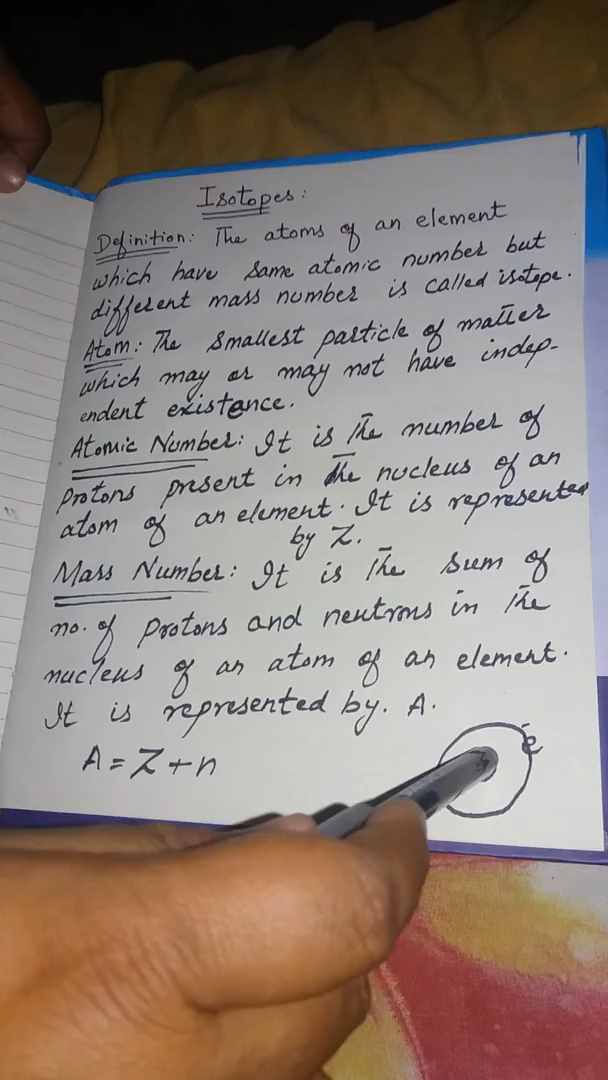 Isotopes:
Definition: The atoms of an element
which have same atomic number but
different mass number is called isotope.
Atom: The smallest particle of matter
which may or may not have indep-
endent existence.
Atomic Number: It is the number of
protons present in the nucleus of an
atom of an element. It is represented
by Z.
Mass Number: It is the sum of
no. of protons and neutrons in the
nucleus of an atom of an element.
It is represented by. A.
A = Z + n
e